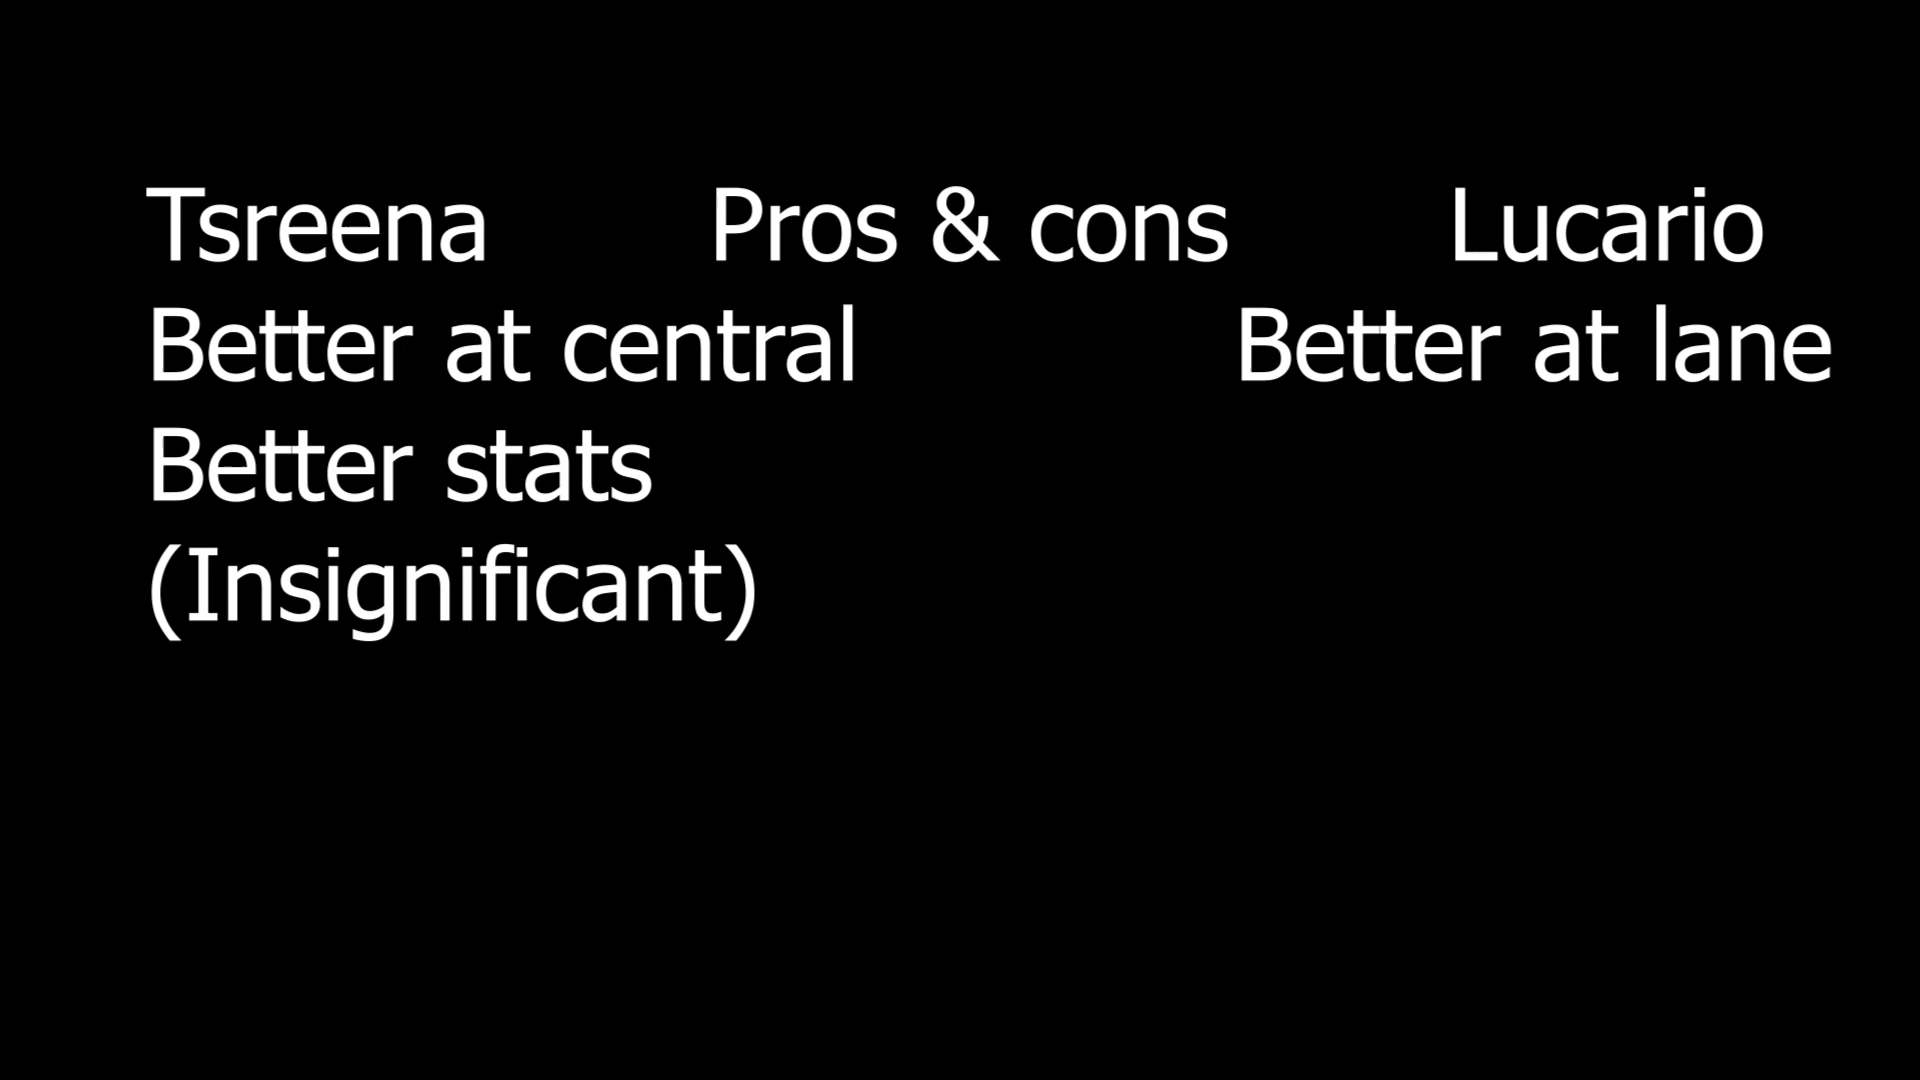 Tsreena Pros & cons Lucario
Better at central Better at lane
Better stats
(Insignificant)